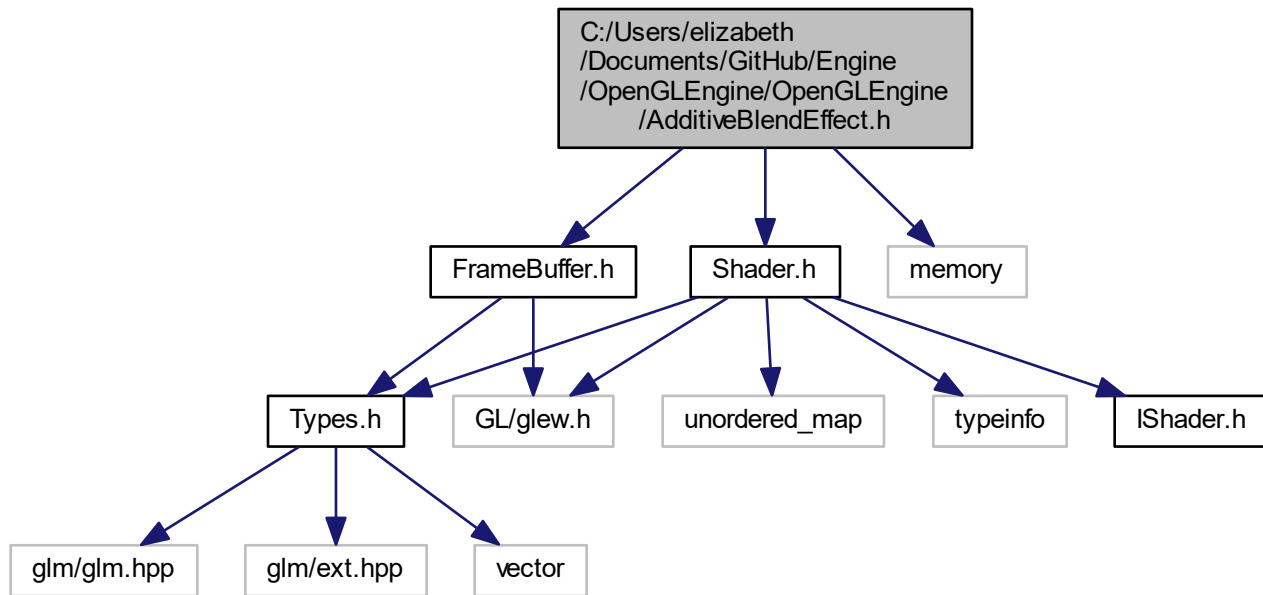 C:/Users/elizabeth
/Documents/GitHub/Engine
/OpenGLEngine/OpenGLEngine
/AdditiveBlendEffect.h
FrameBuffer.h
Shader.h
memory
Types.h
GL/glew.h
unordered_map
typeinfo
IShader.h
glm/glm.hpp
glm/ext.hpp
vector